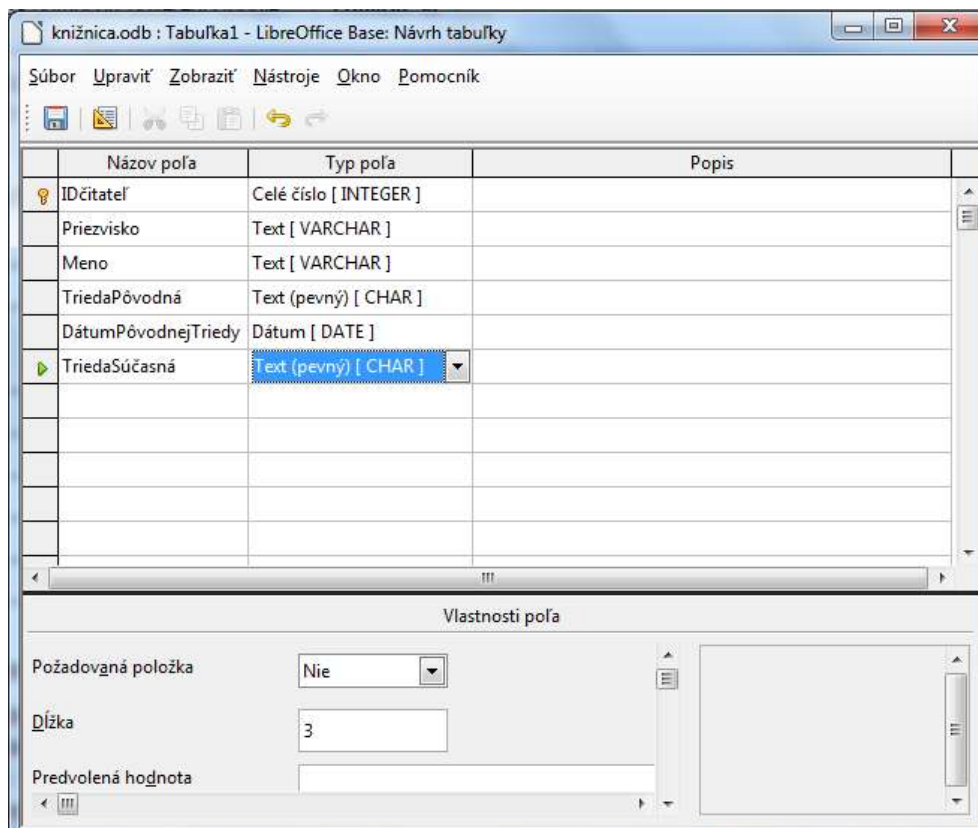 knižnica.odb : Tabuľka1 - LibreOffice Base: Návrh tabuľky
Súbor Upraviť Zobraziť Nástroje Okno Pomocník
Názov poľa Typ poľa Popis
IDčitateľ Celé číslo [ INTEGER ]
Priezvisko Text [ VARCHAR ]
Meno Text [ VARCHAR ]
TriedaPôvodná Text (pevný) [ CHAR ]
DátumPôvodnejTriedy Dátum [ DATE ]
TriedaSúčasná Text (pevný) [ CHAR ]
Vlastnosti poľa
Požadovaná položka Nie
Dĺžka 3
Predvolená hodnota